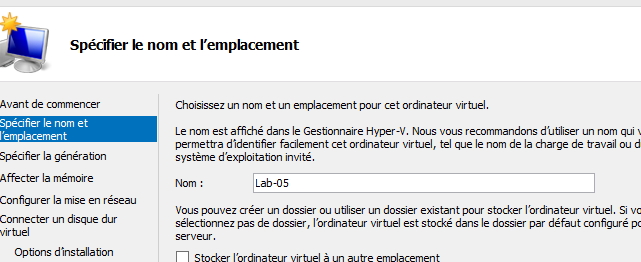 Spécifier le nom et l'emplacement
Avant de commencer
Spécifier le nom et
l'emplacement
Spécifier la génération
Affecter la mémoire
Configurer la mise en réseau
Connecter un disque dur
virtuel
Options d'installation
Choisissez un nom et un emplacement pour cet ordinateur virtuel.
Le nom est affiché dans le Gestionnaire Hyper-V. Nous vous recommandons d'utiliser un nom qui v
permettra d'identifier facilement cet ordinateur virtuel, tel que le nom de la charge de travail ou d
système d'exploitation invité.
Nom : Lab-05
Vous pouvez créer un dossier ou utiliser un dossier existant pour stocker l'ordinateur virtuel. Si vo
sélectionnez pas de dossier, l'ordinateur virtuel est stocké dans le dossier par défaut configuré po
serveur.
Stocker l'ordinateur virtuel à un autre emplacement